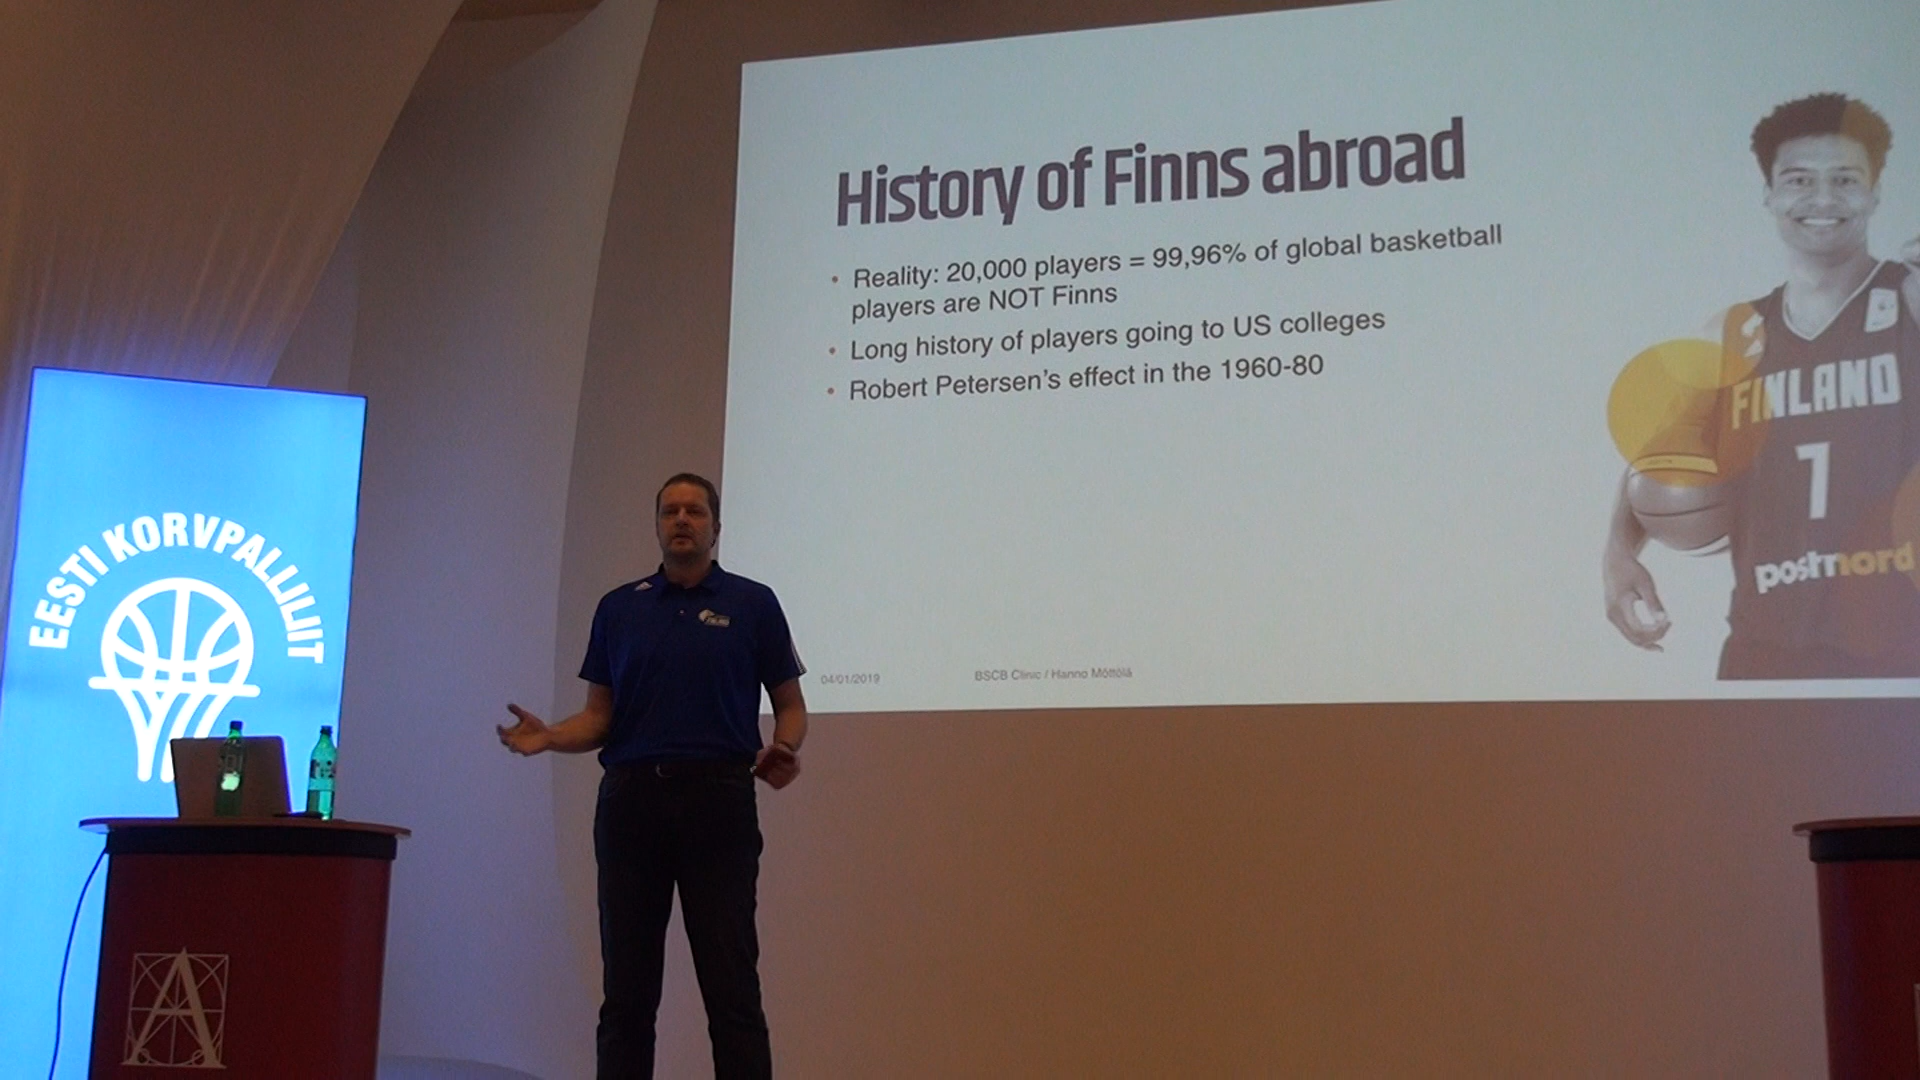 History of Finns abroad
• Reality: 20,000 players = 99,96% of global basketball
players are NOT Finns
• Long history of players going to US colleges
• Robert Petersen's effect in the 1960-80
04/01/2019
BSCB Clinic / Hanno Möttölä
FINLAND
1
postnord
EESTI KORVPALLILIIT
A